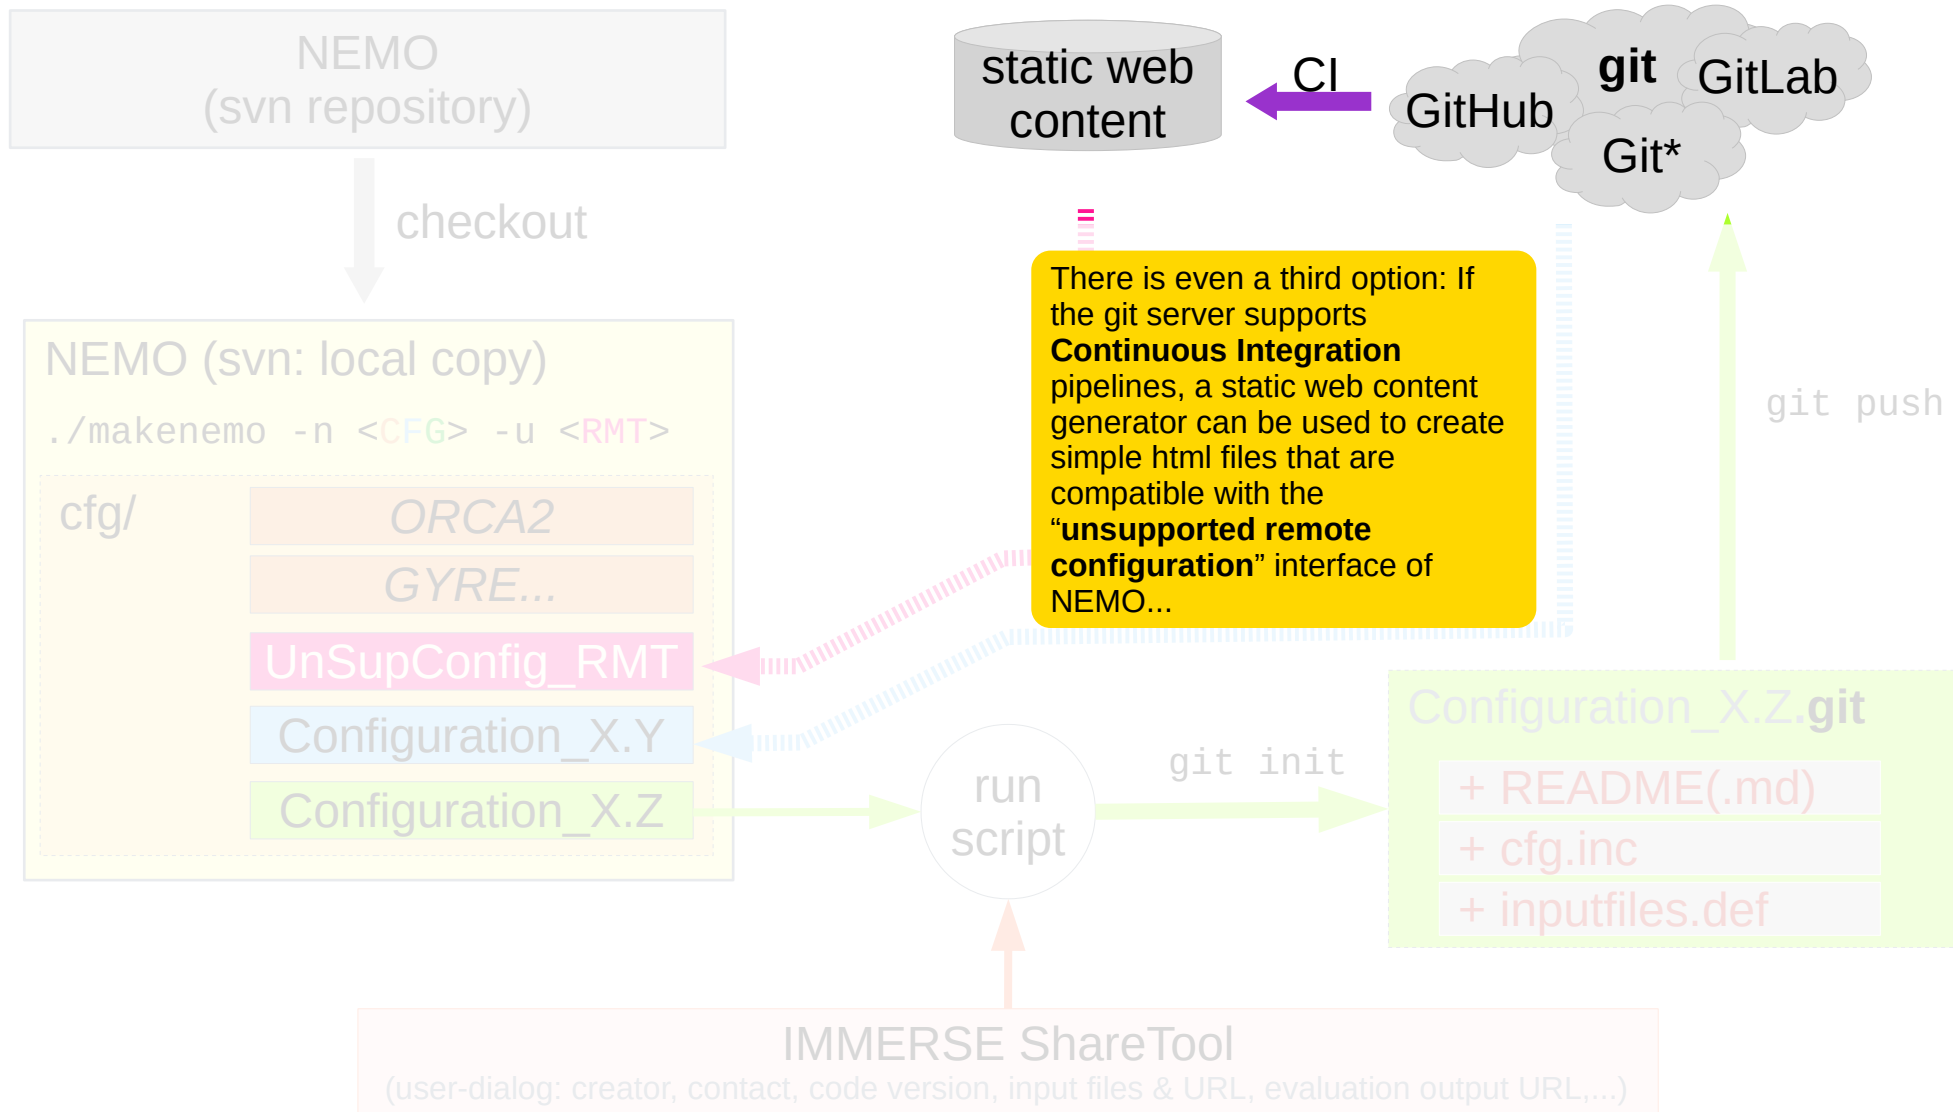 NEMO
(svn repository)
checkout
static web
content
CI
git
GitHub
GitLab
Git*
There is even a third option: If
the git server supports
Continuous Integration
pipelines, a static web content
generator can be used to create
simple html files that are
compatible with the
“unsupported remote
configuration” interface of
NEMO...
git push
NEMO (svn: local copy)
./makenemo -n <CFG> -u <RMT>
cfg/
ORCA2
GYRE...
UnSupConfig_RMT
Configuration_X.Y
Configuration_X.Z
run
script
git init
Configuration_X.Z.git
+ README(.md)
+ cfg.inc
+ inputfiles.def
IMMERSE ShareTool
(user-dialog: creator, contact, code version, input files & URL, evaluation output URL,...)